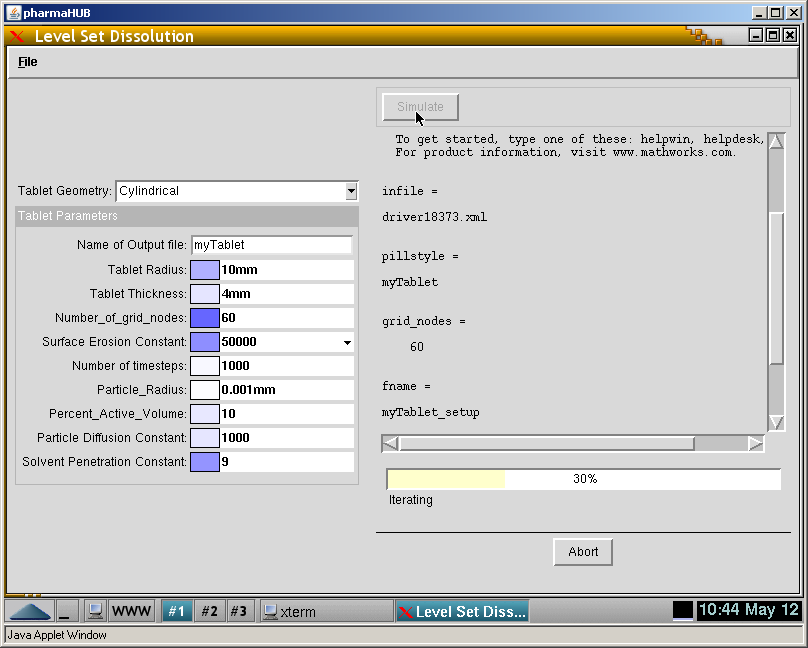 pharmaHUB
Level Set Dissolution
File
Simulate
To get started, type one of these: helpwin, helpdesk,
For product information, visit www.mathworks.com.
infile =
driver18373.xml
pillstyle =
myTablet
grid_nodes =
60
fname =
myTablet_setup
30%
Iterating
Abort
Tablet Geometry: Cylindrical
Tablet Parameters
Name of Output file: myTablet
Tablet Radius: 10mm
Tablet Thickness: 4mm
Number_of_grid_nodes: 60
Surface Erosion Constant: 50000
Number of timesteps: 1000
Particle_Radius: 0.001mm
Percent_Active_Volume: 10
Particle Diffusion Constant: 1000
Solvent Penetration Constant: 9
WWW #1 #2 #3 xterm Level Set Diss... 10:44 May 12
Java Applet Window